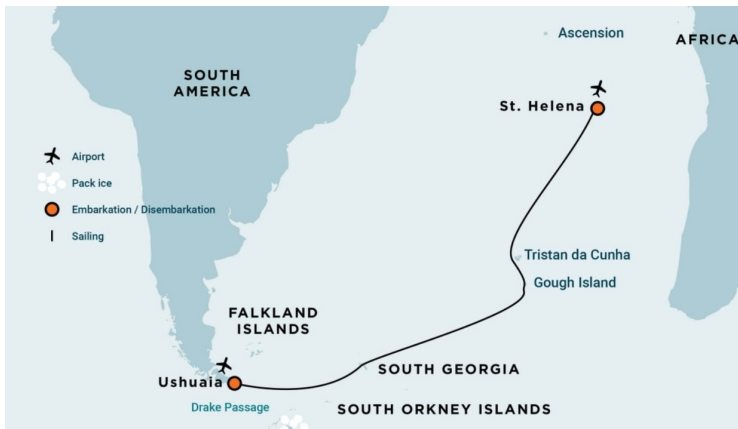 Ascension
AFRICA
SOUTH
AMERICA
St. Helena
Airport
Pack ice
Embarkation / Disembarkation
Sailing
Tristan da Cunha
Gough Island
FALKLAND
ISLANDS
SOUTH GEORGIA
Ushuaia
Drake Passage
SOUTH ORKNEY ISLANDS